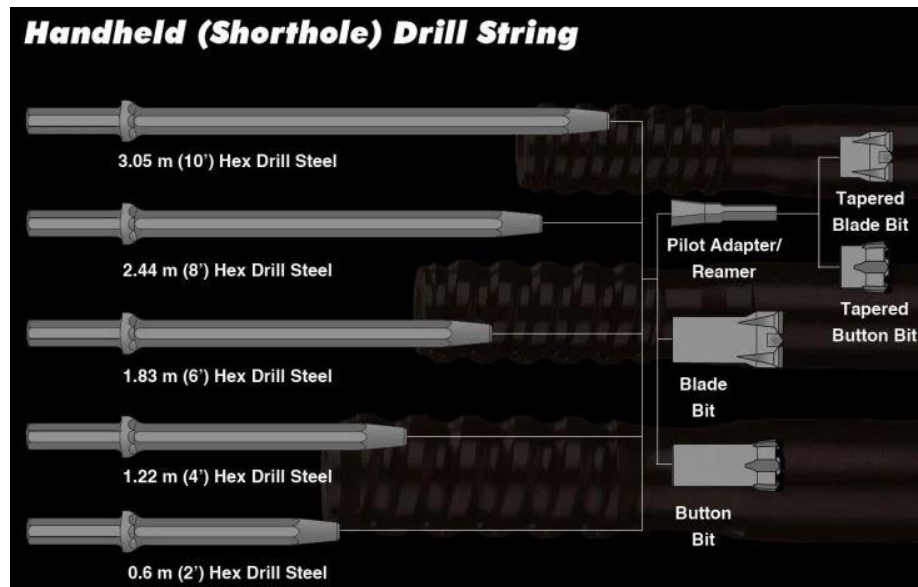 Handheld (Shorthole) Drill String
3.05 m (10’) Hex Drill Steel
2.44 m (8’) Hex Drill Steel
1.83 m (6’) Hex Drill Steel
1.22 m (4’) Hex Drill Steel
0.6 m (2’) Hex Drill Steel
Pilot Adapter/
Reamer
Blade
Bit
Button
Bit
Tapered
Blade Bit
Tapered
Button Bit